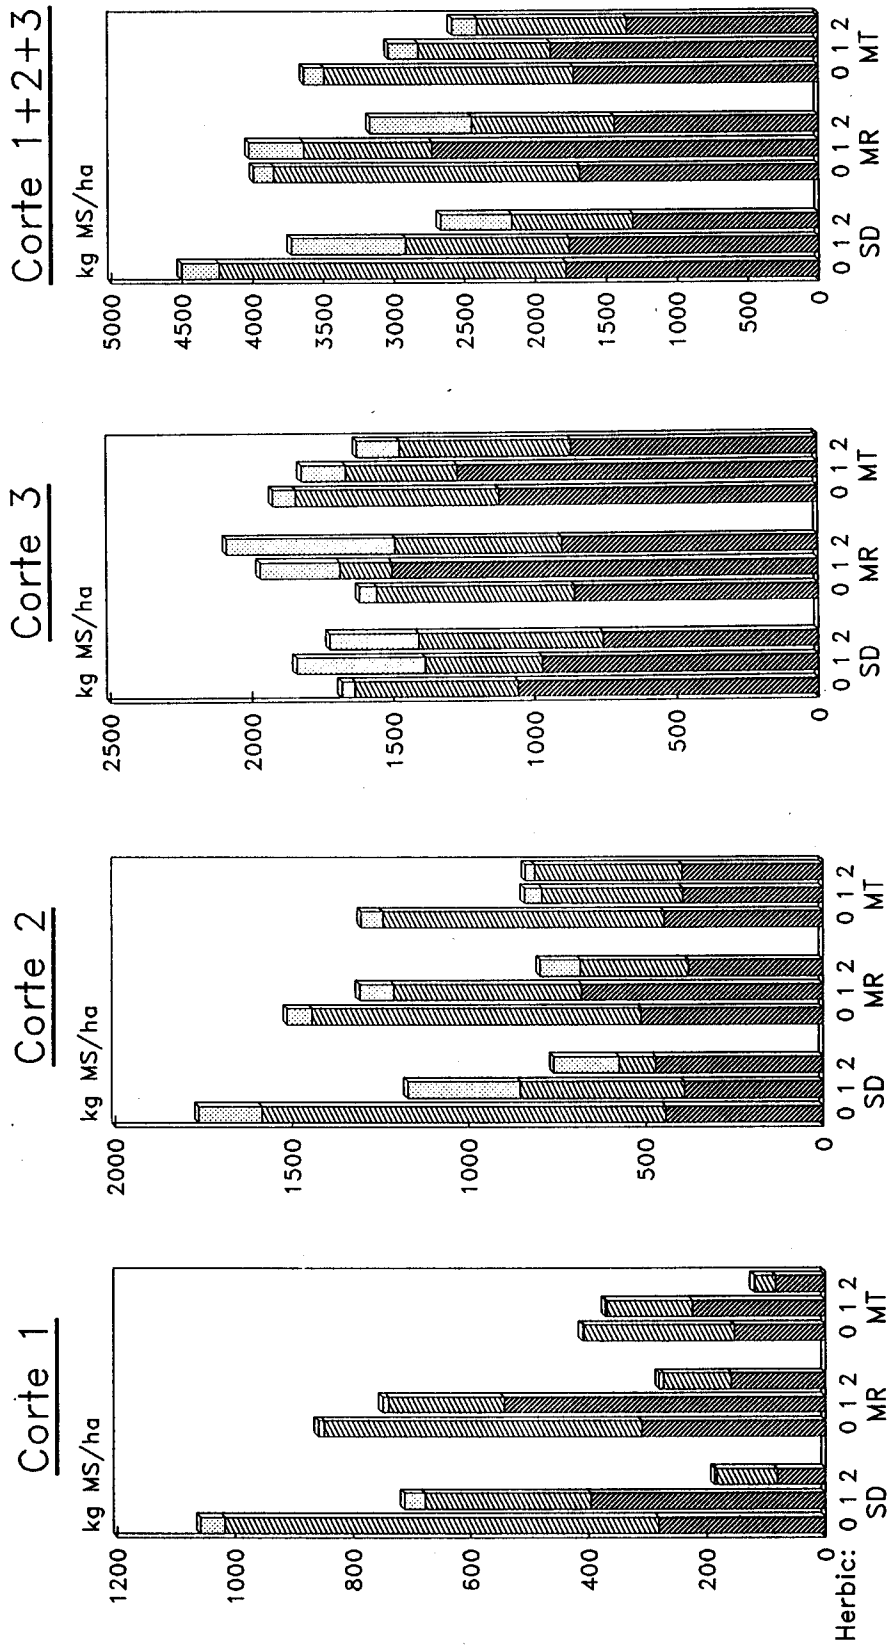 Corte 1
kg MS/ha
1200
1000
800
600
400
200
0
Herbic: 0 1 2 0 1 2 0 1 2
SD MR MT
Corte 2
kg MS/ha
2000
1500
1000
500
0
0 1 2 0 1 2 0 1 2
SD MR MT
Corte 3
kg MS/ha
2500
2000
1500
1000
500
0
0 1 2 0 1 2 0 1 2
SD MR MT
Corte 1+2+3
kg MS/ha
5000
4500
4000
3500
3000
2500
2000
1500
1000
500
0
0 1 2 0 1 2 0 1 2
SD MR MT